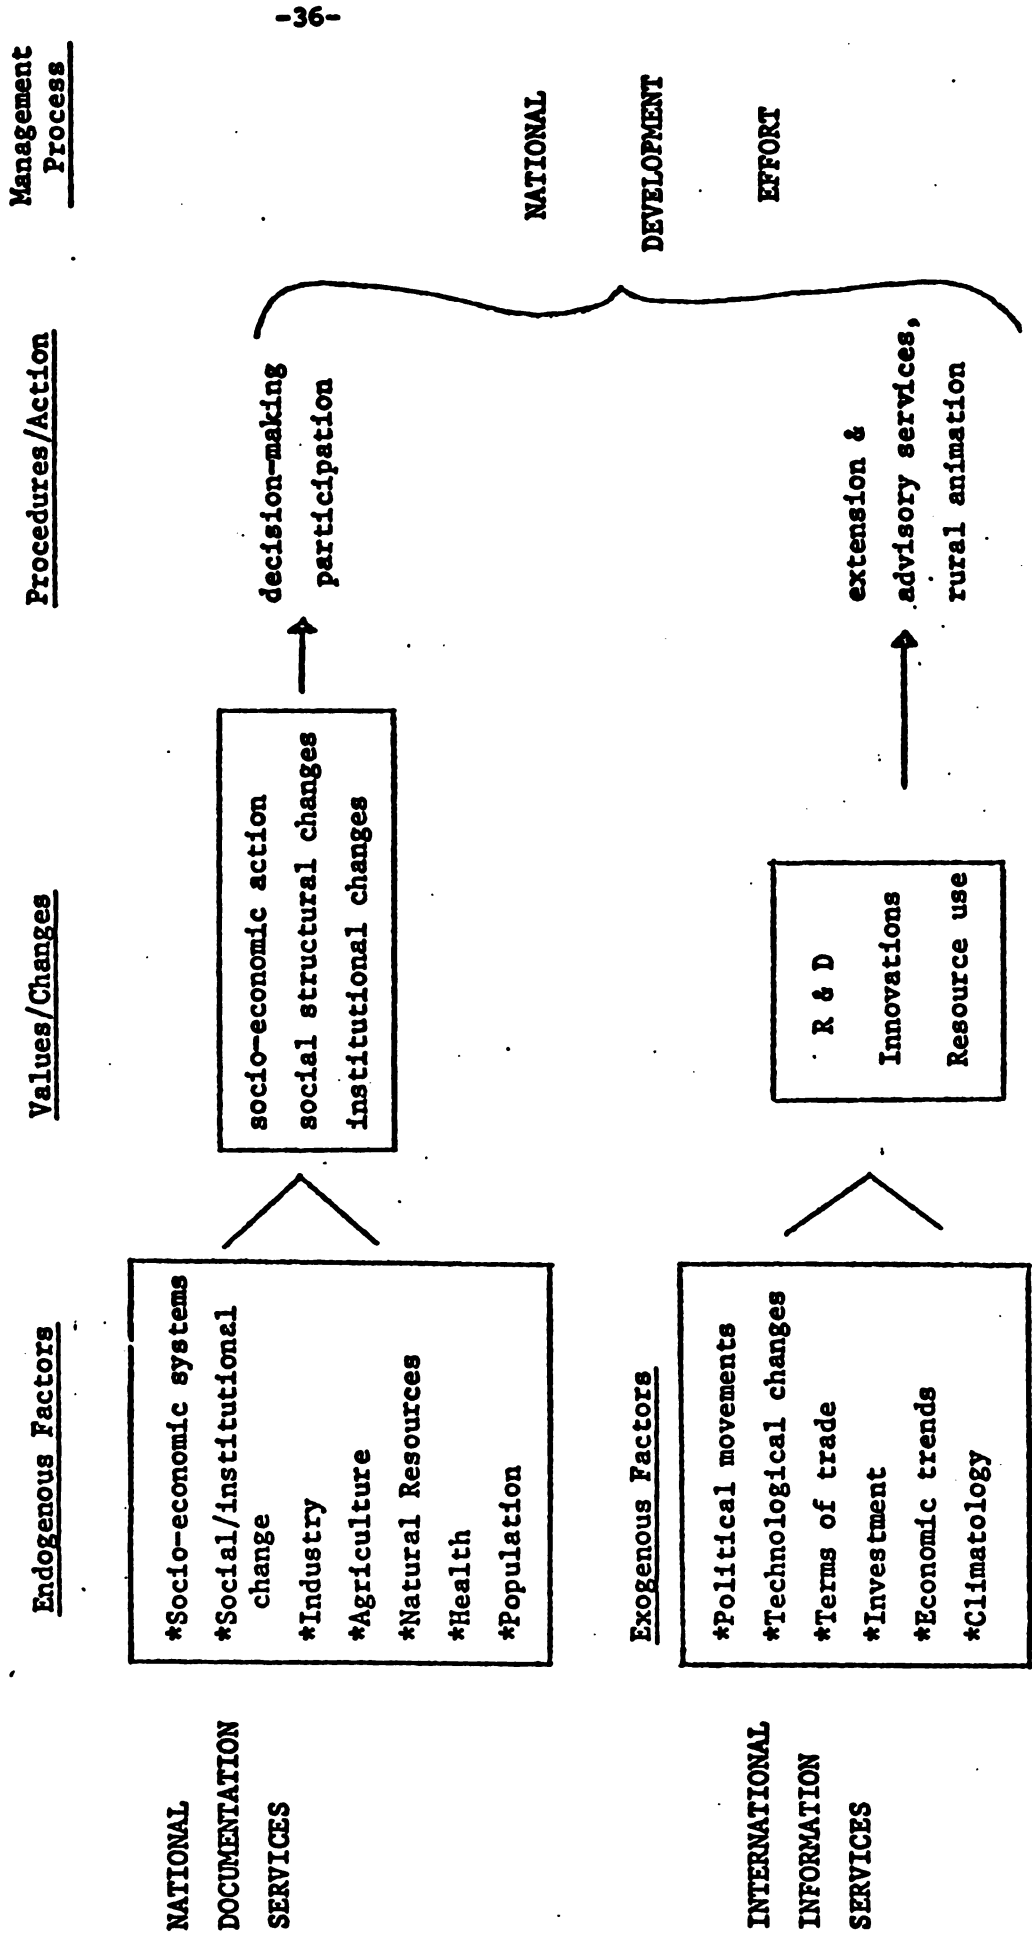 -36-
Management
Process
Procedures/Action
Values/Changes
Endogenous Factors
NATIONAL
DOCUMENTATION
SERVICES
*Socio-economic systems
*Social/institutional
change
*Industry
*Agriculture
*Natural Resources
*Health
*Population
socio-economic action
social structural changes
institutional changes
decision-making
participation
NATIONAL
DEVELOPMENT
EFFORT
Exogenous Factors
INTERNATIONAL
INFORMATION
SERVICES
*Political movements
*Technological changes
*Terms of trade
*Investment
*Economic trends
*Climatology
R & D
Innovations
Resource use
extension &
advisory services,
rural animation